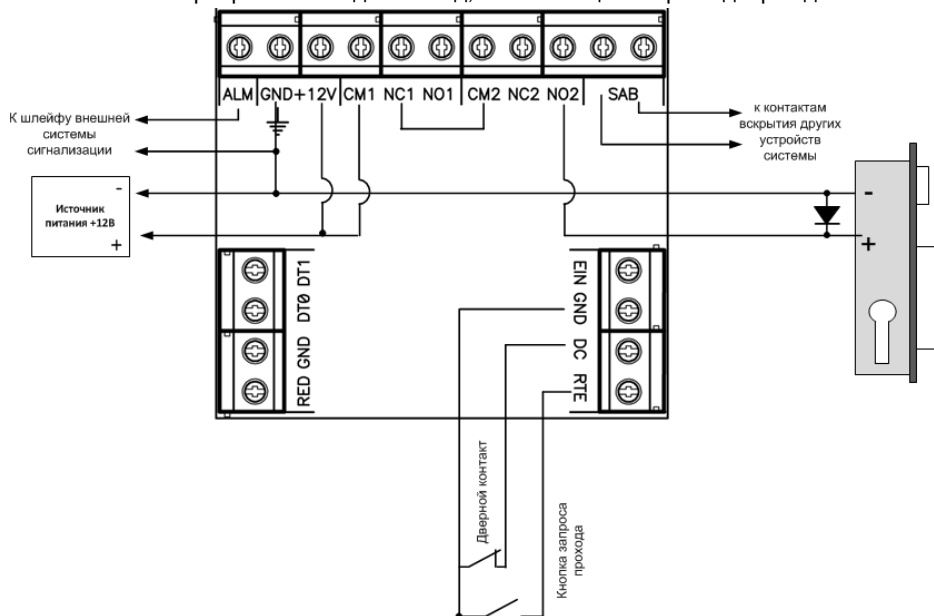 ALM GND +12V CM1 NC1 NO1 CM2 NC2 NO2 SAB
К шлейфу внешней
системы
сигнализации
к контактам
вскрытия других
устройств
системы
-
Источник
питания +12В
+
-
+
DT0 DT1
RED GND
EIN GND
DC RTE
Дверной контакт
Кнопка запроса
прохода